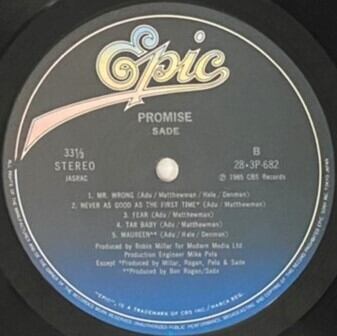 Epic
PROMISE
SADE
33⅓
STEREO
JASRAC
B
28•3P-682
℗ 1985 CBS Records
1. MR. WRONG (Adu / Matthewman / Hale / Denman)
2. NEVER AS GOOD AS THE FIRST TIME* (Adu / Matthewman)
3. FEAR (Adu / Matthewman)
4. TAR BABY (Adu / Matthewman)
5. MAUREEN** (Adu / Matthewman / Hale / Denman)
Produced by Robin Millar for Modern Media Ltd
Production Engineer Mike Pela
Except *Produced by Millar, Rogan, Pela & Sade
**Produced by Ben Rogan/Sade
"EPIC", IS A TRADEMARK OF CBS INC./MARCA REG.